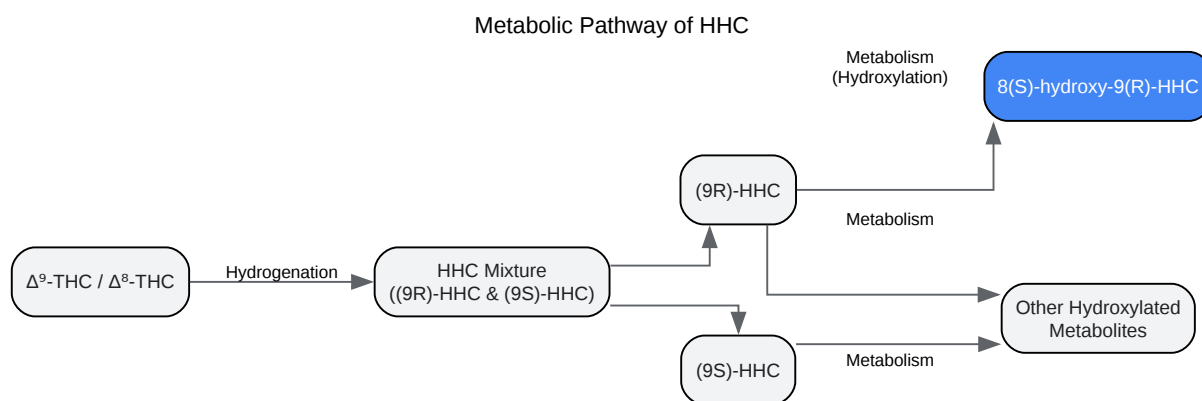 Metabolic Pathway of HHC
Metabolism
(Hydroxylation)
8(S)-hydroxy-9(R)-HHC
(9R)-HHC
Metabolism
Δ⁹-THC / Δ⁸-THC
Hydrogenation
HHC Mixture
((9R)-HHC & (9S)-HHC)
Other Hydroxylated
Metabolites
(9S)-HHC
Metabolism